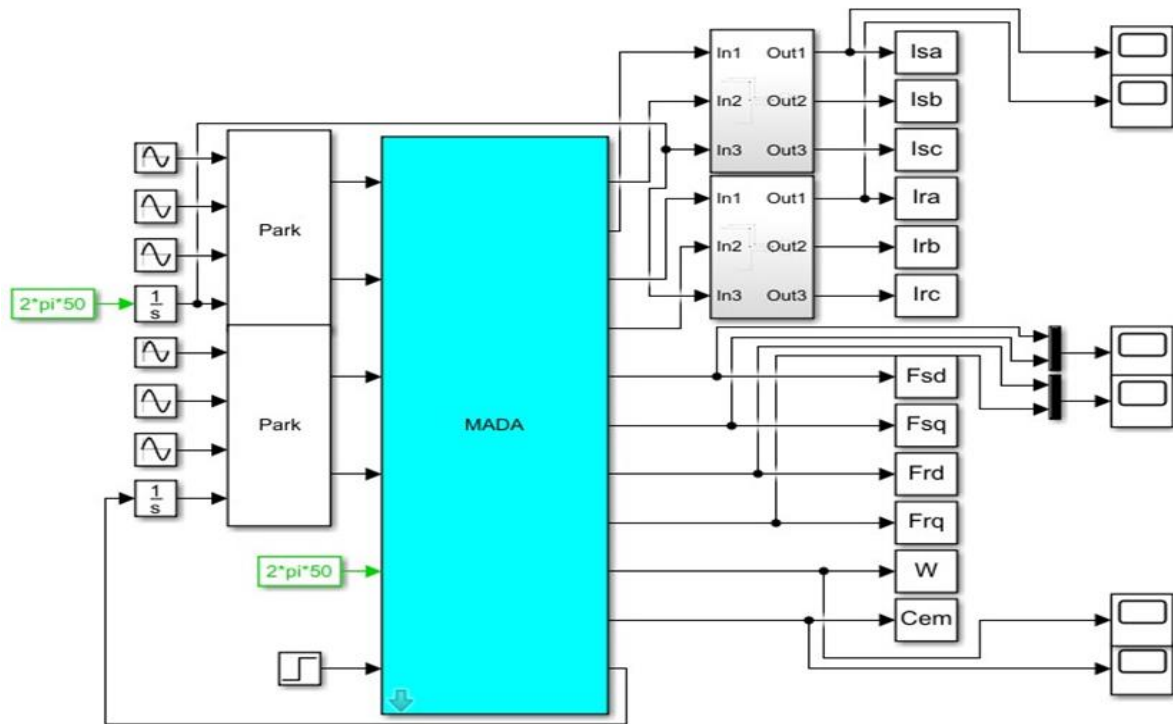 In1 Out1
In2 Out2
In3 Out3
In1 Out1
In2 Out2
In3 Out3
Isa
Isb
Isc
Ira
Irb
Irc
Park
2*pi*50
1
s
Park
1
s
MADA
2*pi*50
Fsd
Fsq
Frd
Frq
W
Cem